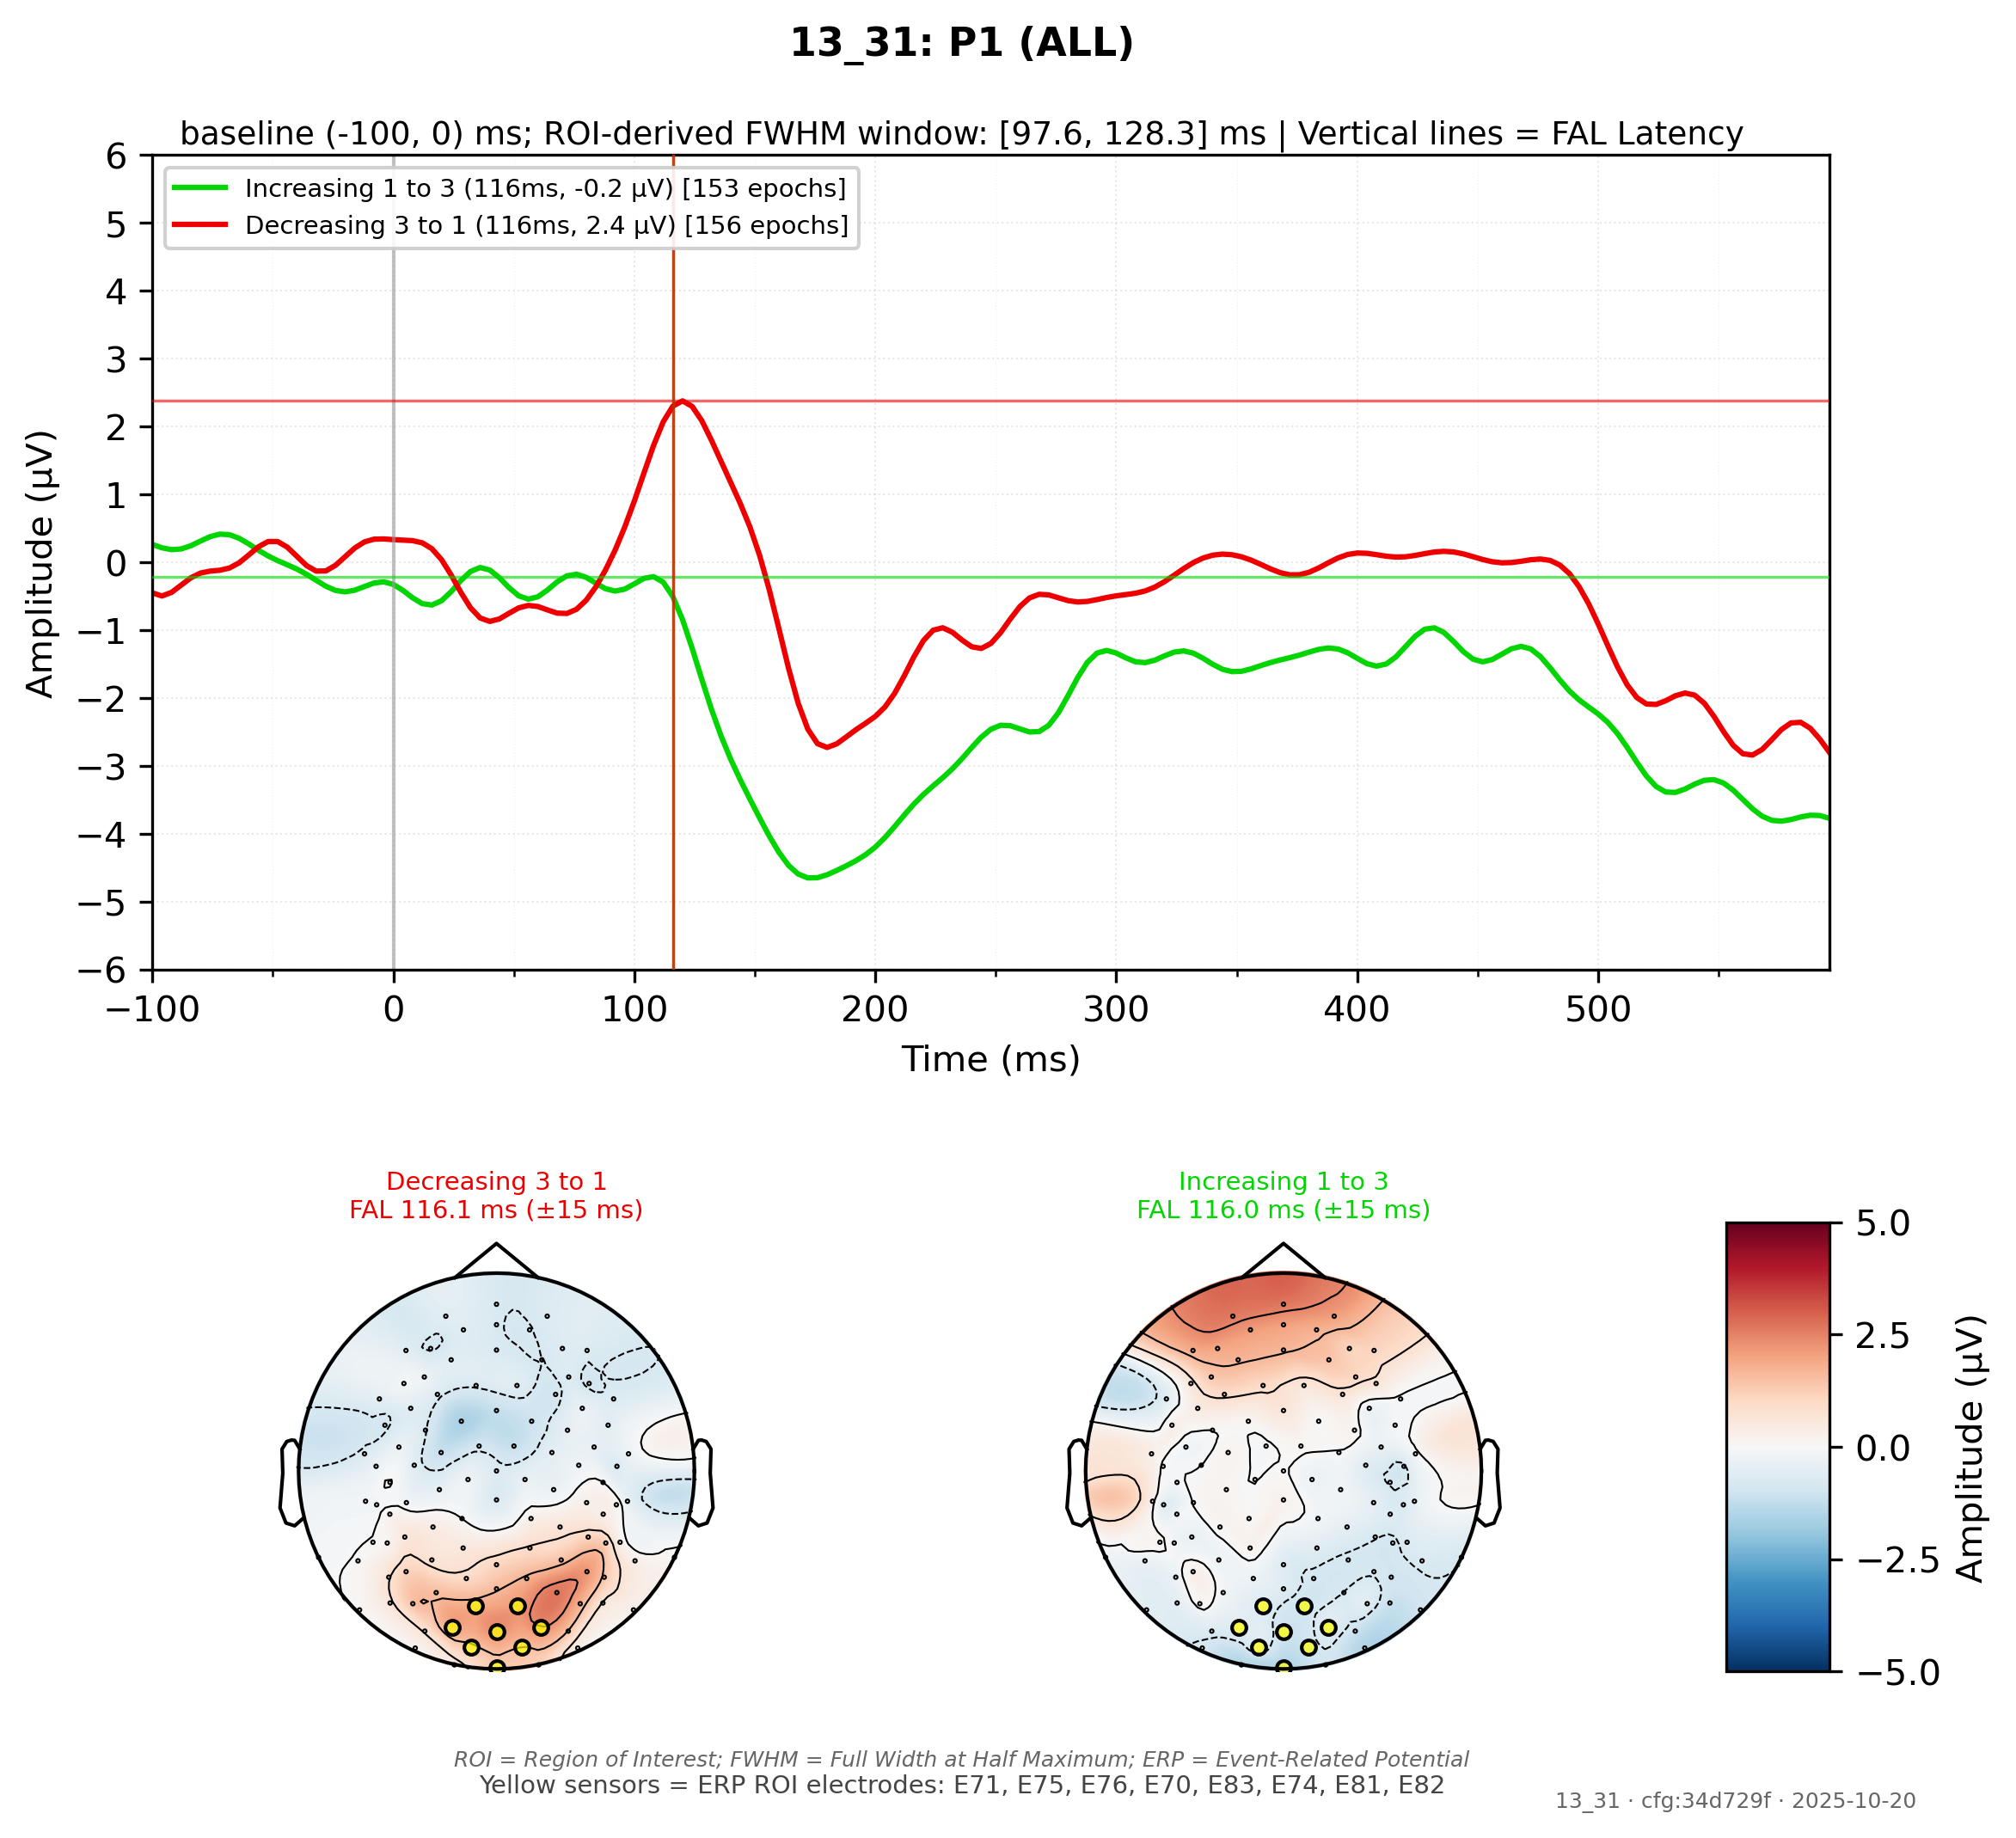 13_31: P1 (ALL)
baseline (-100, 0) ms; ROI-derived FWHM window: [97.6, 128.3] ms | Vertical lines = FAL Latency
Increasing 1 to 3 (116ms, -0.2 µV) [153 epochs]
Decreasing 3 to 1 (116ms, 2.4 µV) [156 epochs]
6
5
4
3
2
1
0
−1
−2
−3
−4
−5
−6
Amplitude (µV)
−100
0
100
200
300
400
500
Time (ms)
Decreasing 3 to 1
FAL 116.1 ms (±15 ms)
Increasing 1 to 3
FAL 116.0 ms (±15 ms)
5.0
2.5
0.0
−2.5
−5.0
Amplitude (µV)
ROI = Region of Interest; FWHM = Full Width at Half Maximum; ERP = Event-Related Potential
Yellow sensors = ERP ROI electrodes: E71, E75, E76, E70, E83, E74, E81, E82
13_31 · cfg:34d729f · 2025-10-20